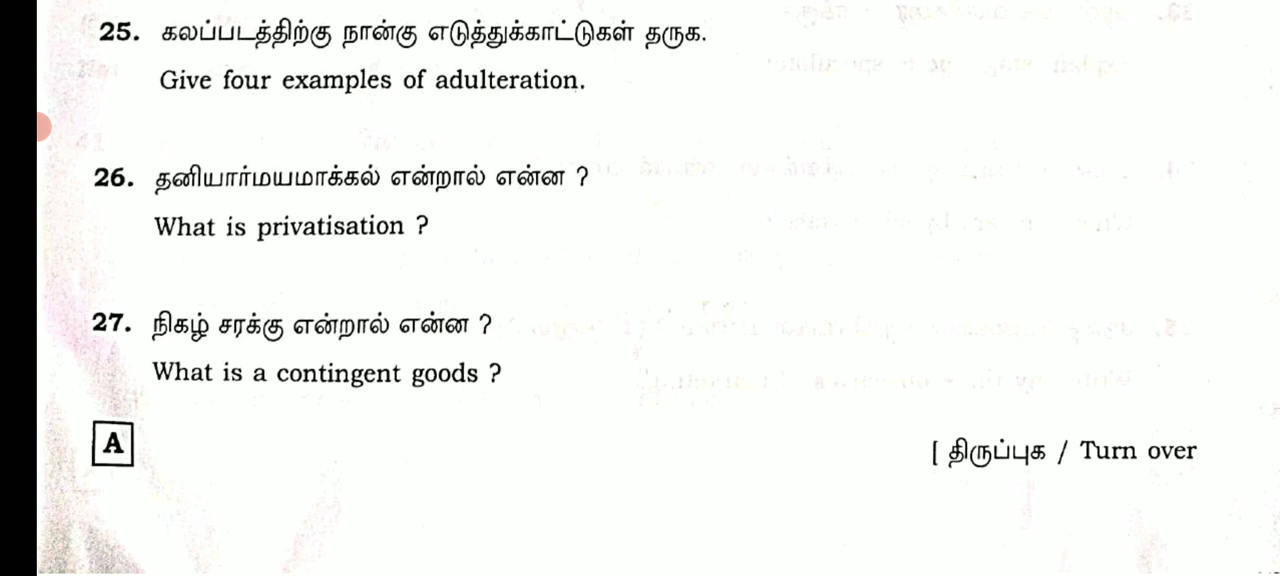 25. கலப்படத்திற்கு நான்கு எடுத்துக்காட்டுகள் தருக.
Give four examples of adulteration.
26. தனியார்மயமாக்கல் என்றால் என்ன ?
What is privatisation ?
27. நிகழ் சரக்கு என்றால் என்ன ?
What is a contingent goods ?
A
[ திருப்புக / Turn over